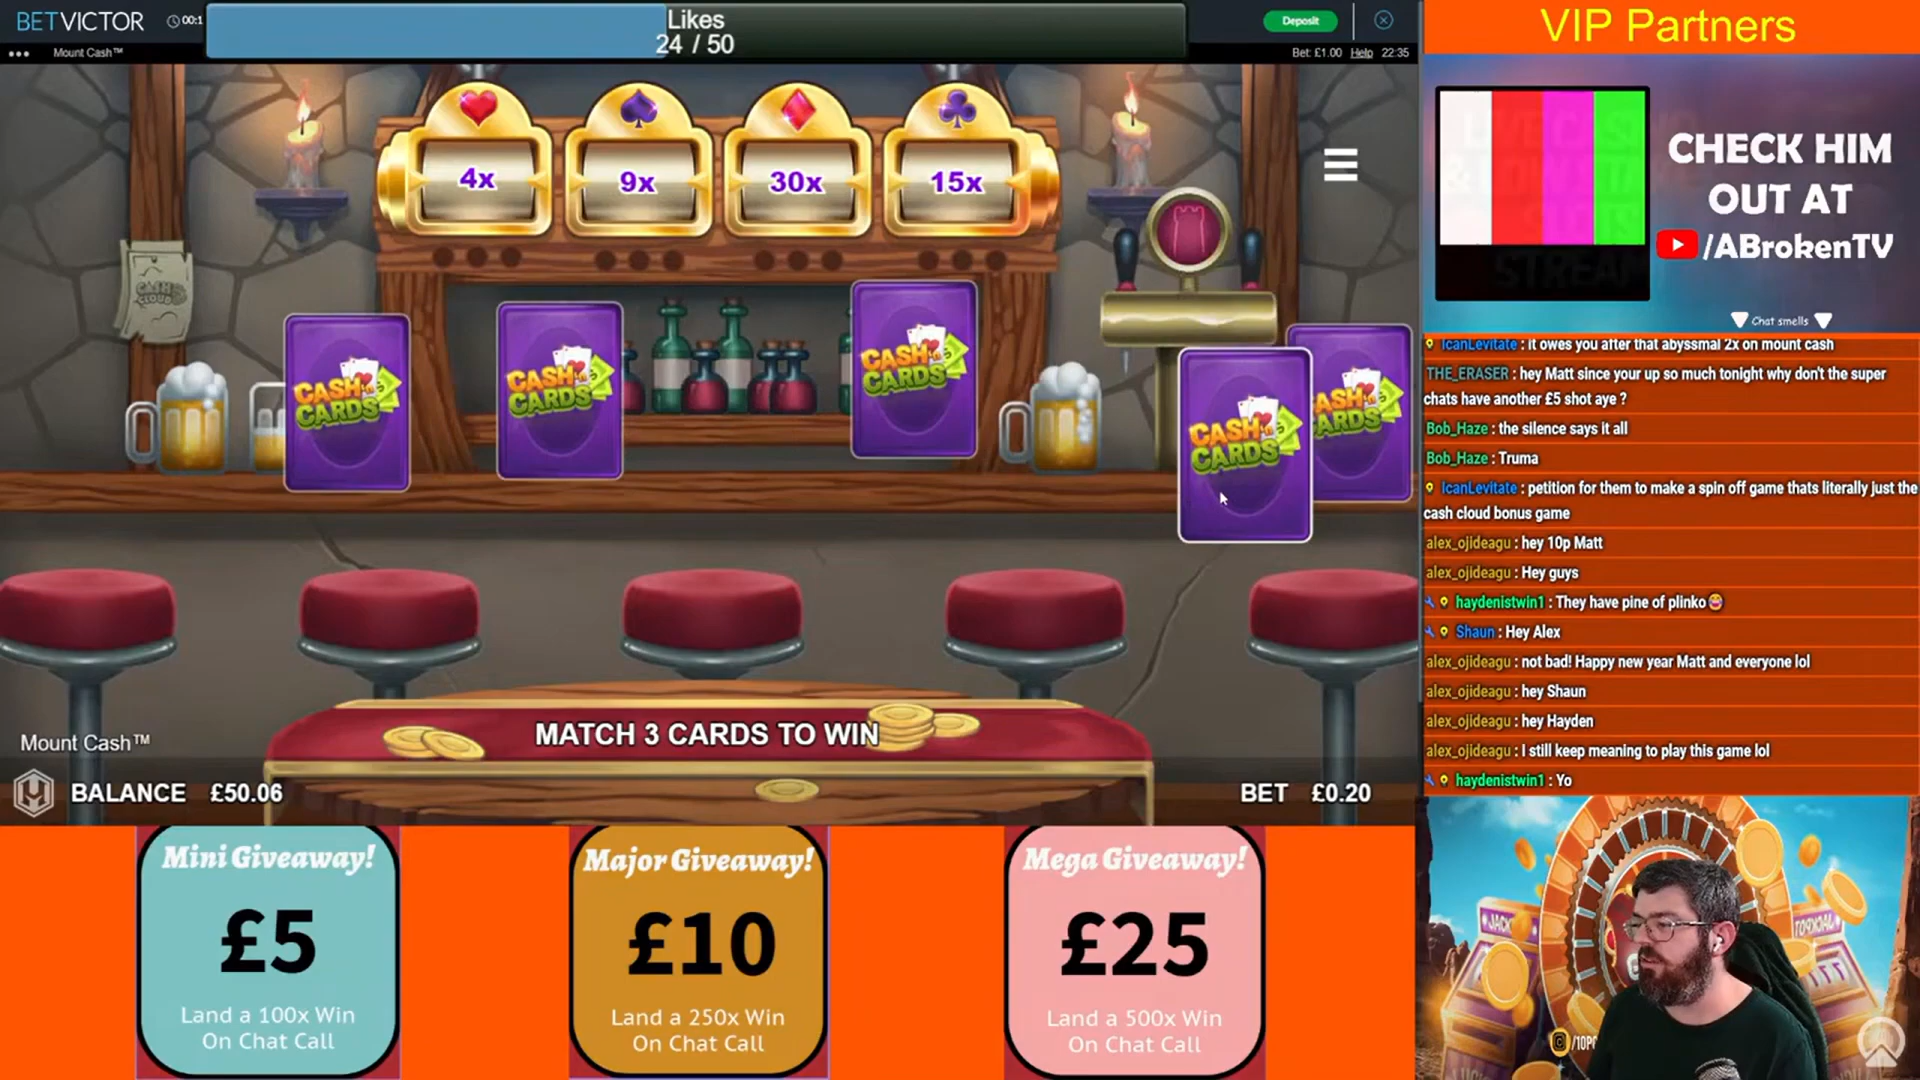 BETVICTOR
00:1
Likes
24 / 50
Deposit
Mount Cash™
Bet: £1.00 Help 22:35
4x
9x
30x
15x
CASH
CLOUD
CASH'n
CARDS
CASH'n
CARDS
CASH'n
CARDS
CASH'n
CARDS
CASH'n
CARDS
MATCH 3 CARDS TO WIN
Mount Cash™
BALANCE £50.06
BET £0.20
Mini Giveaway!
£5
Land a 100x Win
On Chat Call
Major Giveaway!
£10
Land a 250x Win
On Chat Call
Mega Giveaway!
£25
Land a 500x Win
On Chat Call
VIP Partners
STREAM
CHECK HIM
OUT AT
/ABrokenTV
Chat smells
IcanLevitate : it owes you after that abyssmal 2x on mount cash
THE_ERASER : hey Matt since your up so much tonight why don't the super
chats have another £5 shot aye ?
Bob_Haze : the silence says it all
Bob_Haze : Truma
IcanLevitate : petition for them to make a spin off game thats literally just the
cash cloud bonus game
alex_ojideagu : hey 10p Matt
alex_ojideagu : Hey guys
haydenistwin1 : They have pine of plinko
Shaun : Hey Alex
alex_ojideagu : not bad! Happy new year Matt and everyone lol
alex_ojideagu : hey Shaun
alex_ojideagu : hey Hayden
alex_ojideagu : I still keep meaning to play this game lol
haydenistwin1 : Yo